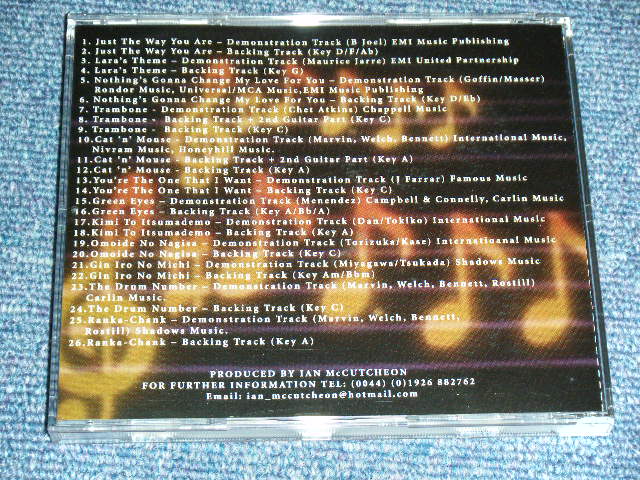 1. Just The Way You Are – Demonstration Track (B Joel) EMI Music Publishing
2. Just The Way You Are – Backing Track (Key D/F/Ab)
3. Lara's Theme – Demonstration Track (Maurice Jarre) EMI United Partnership
4. Lara's Theme – Backing Track (Key G)
5. Nothing's Gonna Change My Love For You – Demonstration Track (Goffin/Masser)
Rondor Music, Universal/MCA Music,EMI Music Publishing
6. Nothing's Gonna Change My Love For You – Backing Track (Key D/Eb)
7. Trambone - Demonstration Track (Chet Atkins) Chappell Music
8. Trambone - Backing Track + 2nd Guitar Part (Key C)
9. Trambone - Backing Track (Key C)
10.Cat 'n' Mouse – Demonstration Track (Marvin, Welch, Bennett) International Music,
Nivram Music, Honeyhill Music.
11.Cat 'n' Mouse - Backing Track + 2nd Guitar Part (Key A)
12.Cat 'n' Mouse - Backing Track (Key A)
13.You're The One That I Want – Demonstration Track (J Farrar) Famous Music
14.You're The One That I Want – Backing Track (Key C)
15.Green Eyes – Demonstration Track (Menendez) Campbell & Connelly, Carlin Music
16.Green Eyes – Backing Track (Key A/Bb/A)
17.Kimi To Itsumademo – Demonstration Track (Dan/Tokiko) International Music
18.Kimi To Itsumademo – Backing Track (Key A)
19.Omoide No Nagisa – Demonstration Track (Torizuka/Kase) International Music
20.Omoide No Nagisa – Backing Track (Key C)
21.Gin Iro No Michi – Demonstration Track (Miyagawa/Tsukada) Shadows Music
22.Gin Iro No Michi – Backing Track (Key Am/Bbm)
23.The Drum Number – Demonstration Track (Marvin, Welch, Bennett, Rostill)
Carlin Music.
24.The Drum Number – Backing Track (Key C)
25.Ranka-Chank – Demonstration Track (Marvin, Welch, Bennett,
Rostill) Shadows Music.
26.Ranka-Chank – Backing Track (Key A)
PRODUCED BY IAN McCUTCHEON
FOR FURTHER INFORMATION TEL: (0044) (0)1926 882762
Email: ian_mccutcheon@hotmail.com